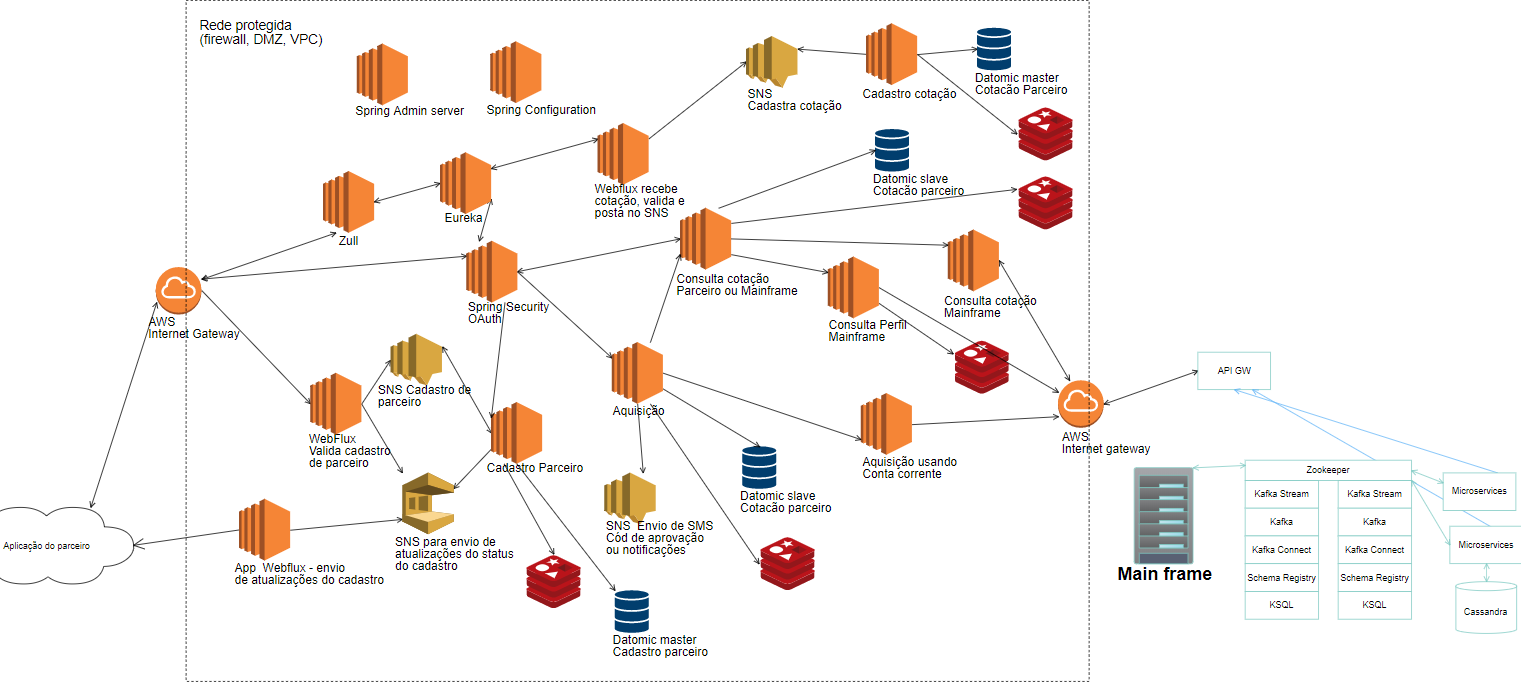 Rede protegida
(firewall, DMZ, VPC)
Spring Admin server
Spring Configuration
SNS
Cadastra cotação
Cadastro cotação
Datomic master
Cotacão Parceiro
Webflux recebe
cotação, valida e
posta no SNS
Datomic slave
Cotacão parceiro
Eureka
Zull
Consulta cotação
Parceiro ou Mainframe
Consulta cotação
Mainframe
Spring Security
OAuth
Consulta Perfil
Mainframe
AWS
Internet Gateway
SNS Cadastro de
parceiro
Aquisição
WebFlux
Valida cadastro
de parceiro
Cadastro Parceiro
Aquisição usando
Conta corrente
AWS
Internet gateway
API GW
Datomic slave
Cotacão parceiro
SNS Envio de SMS
Cód de aprovação
ou notificações
SNS para envio de
atualizações do status
do cadastro
App Webflux - envio
de atualizações do cadastro
Aplicação do parceiro
Datomic master
Cadastro parceiro
Main frame
Zookeeper
Kafka Stream
Kafka
Kafka Connect
Schema Registry
KSQL
Kafka Stream
Kafka
Kafka Connect
Schema Registry
KSQL
Microservices
Microservices
Cassandra